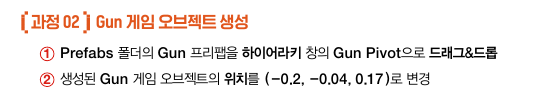 [과정 02] Gun 게임 오브젝트 생성
① Prefabs 폴더의 Gun 프리팹을 하이어라키 창의 Gun Pivot으로 드래그&드롭
② 생성된 Gun 게임 오브젝트의 위치를 (-0.2, -0.04, 0.17)로 변경